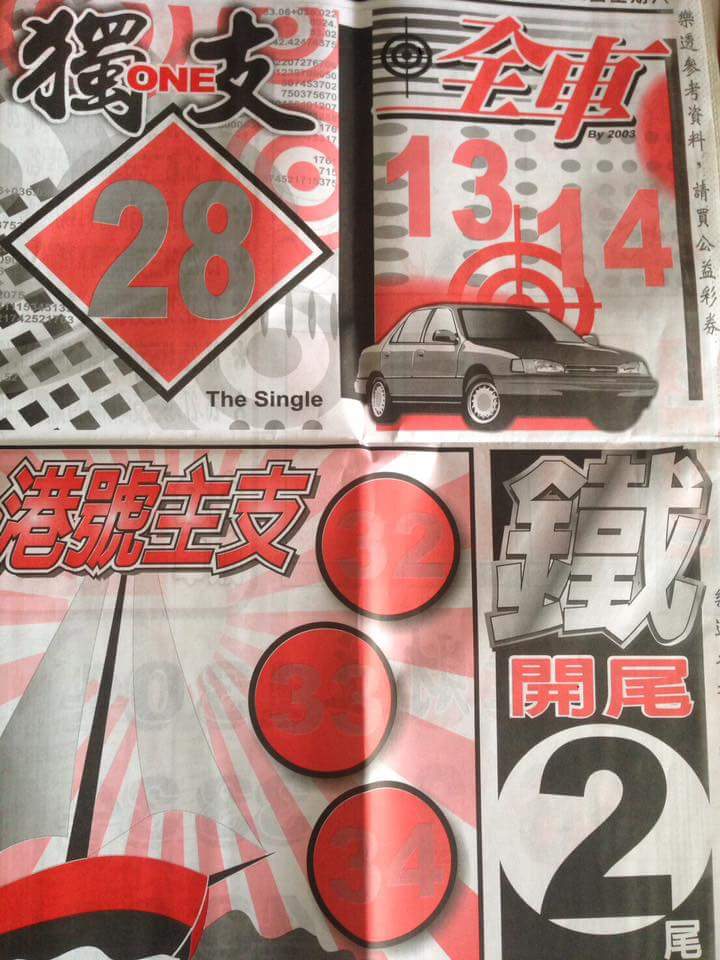 獨ONE支
28
The Single
全車
By 2003
13
14
樂透參考資料，請買公益彩券
港號主支
32
33
34
鐵
開尾
2
尾